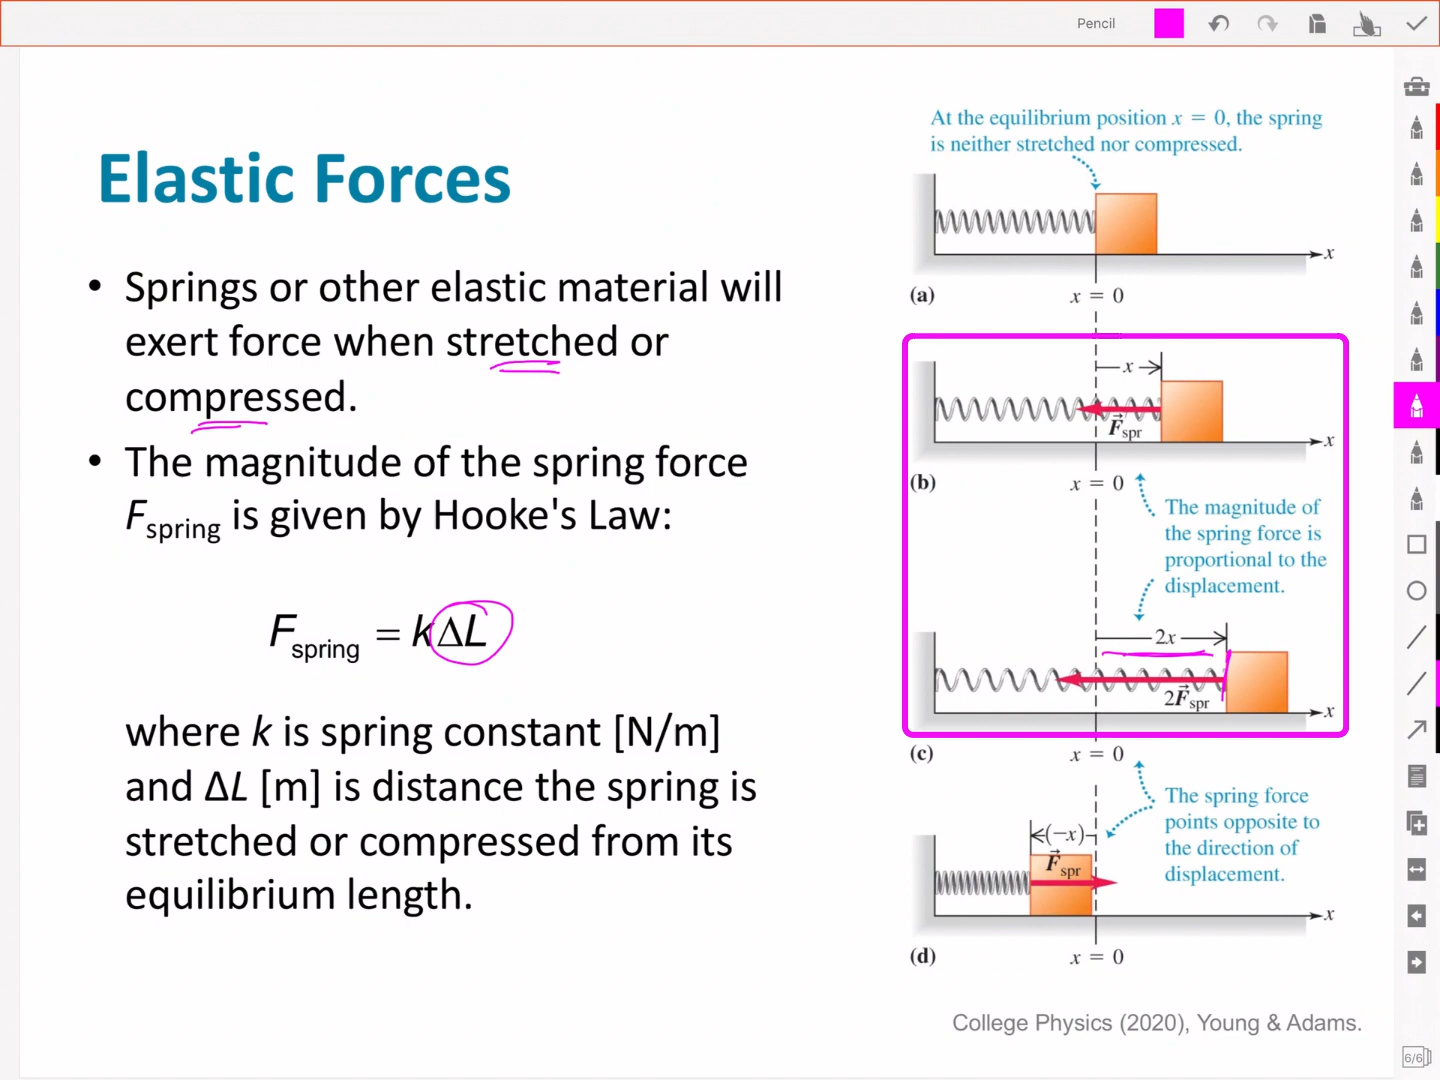 Pencil
At the equilibrium position x = 0, the spring
is neither stretched nor compressed.
Elastic Forces
• Springs or other elastic material will
exert force when stretched or
compressed.
• The magnitude of the spring force
Fspring is given by Hooke's Law:
Fspring = kΔL
where k is spring constant [N/m]
and ΔL [m] is distance the spring is
stretched or compressed from its
equilibrium length.
x
(a) x = 0
x
F⃗spr
x
(b) x = 0
The magnitude of
the spring force is
proportional to the
displacement.
2x
2F⃗spr
x
(c) x = 0
The spring force
points opposite to
the direction of
displacement.
(−x)
F⃗spr
x
(d) x = 0
College Physics (2020), Young & Adams.
6/6